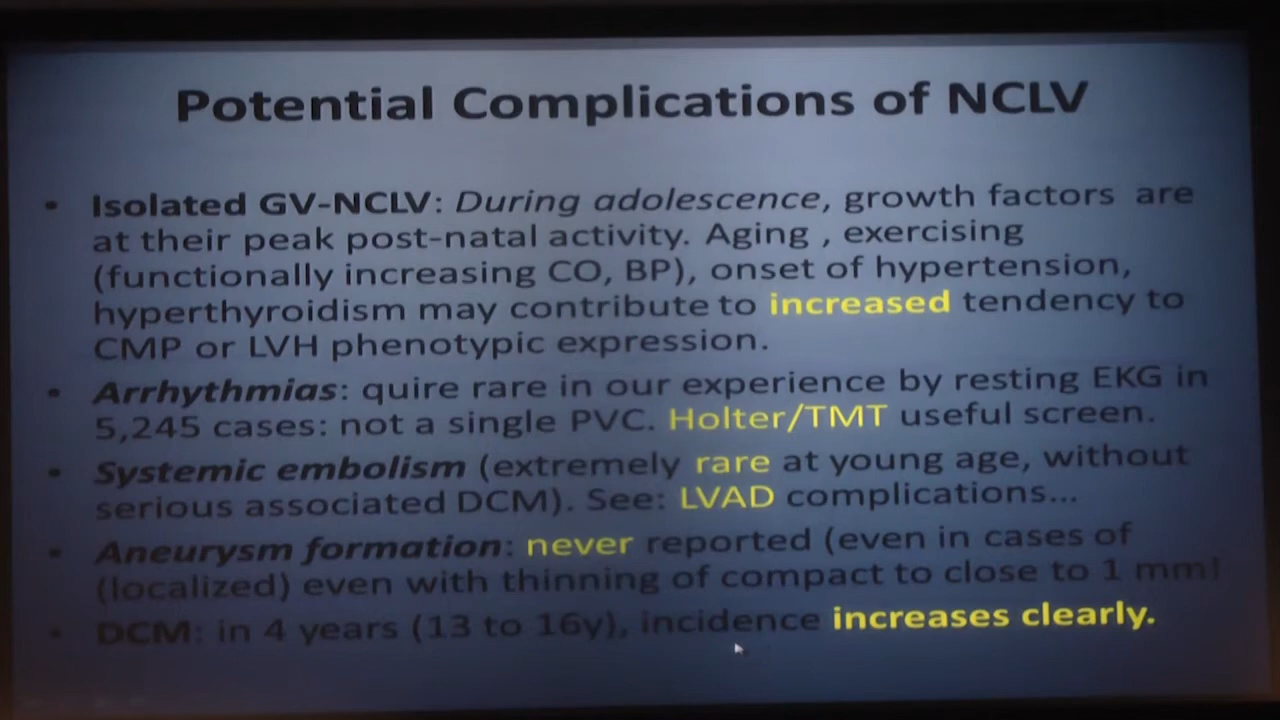 Potential Complications of NCLV
• Isolated GV-NCLV: During adolescence, growth factors are
at their peak post-natal activity. Aging , exercising
(functionally increasing CO, BP), onset of hypertension,
hyperthyroidism may contribute to increased tendency to
CMP or LVH phenotypic expression.
• Arrhythmias: quire rare in our experience by resting EKG in
5,245 cases: not a single PVC. Holter/TMT useful screen.
• Systemic embolism (extremely rare at young age, without
serious associated DCM). See: LVAD complications...
• Aneurysm formation: never reported (even in cases of
(localized) even with thinning of compact to close to 1 mm!
• DCM: in 4 years (13 to 16y), incidence increases clearly.